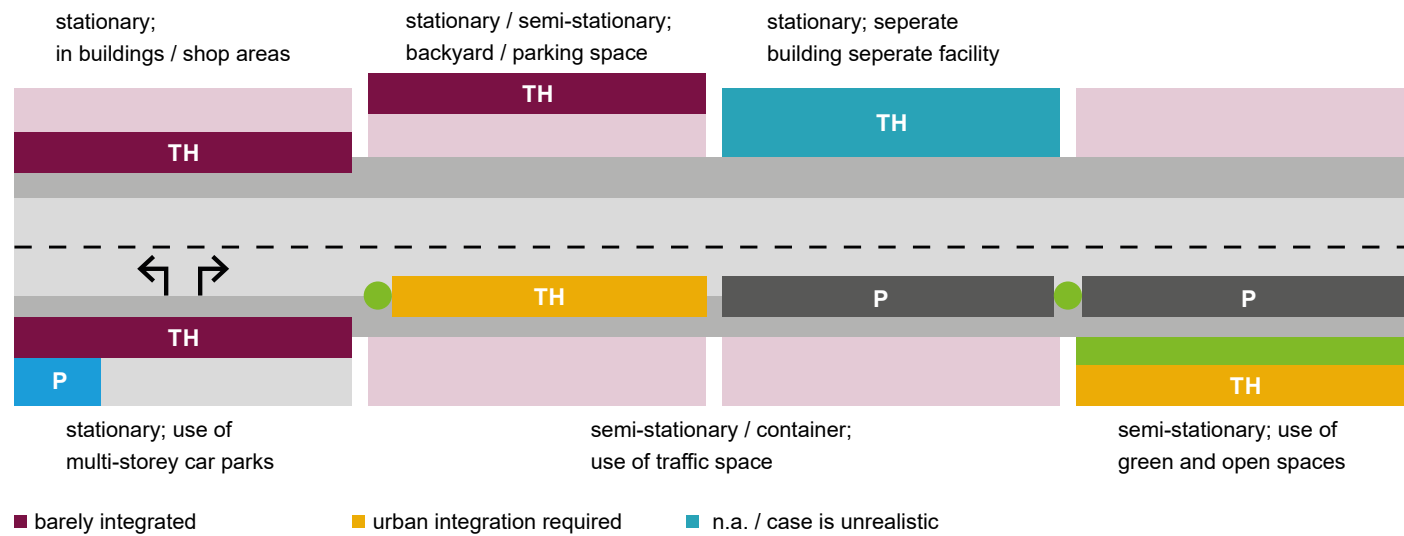 stationary;
in buildings / shop areas
stationary / semi-stationary;
backyard / parking space
stationary; seperate
building seperate facility
TH
TH
TH
TH
P
P
TH
P
TH
stationary; use of
multi-storey car parks
semi-stationary / container;
use of traffic space
semi-stationary; use of
green and open spaces
barely integrated
urban integration required
n.a. / case is unrealistic